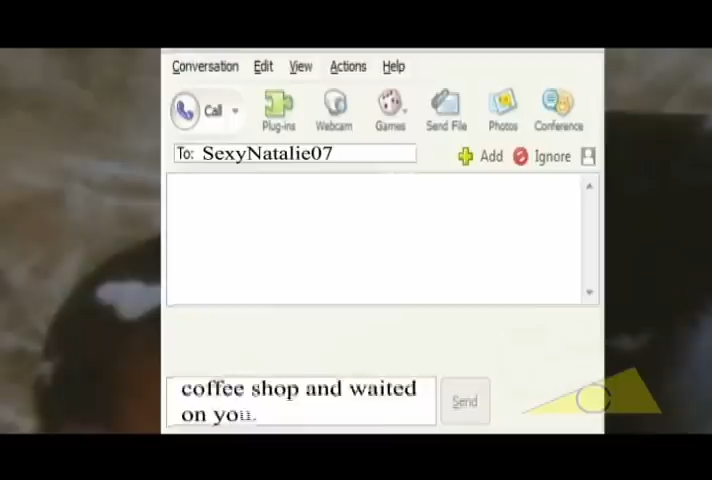 Conversation Edit View Actions Help
Call Plug-ins Webcam Games Send File Photos Conference
To: SexyNatalie07
Add Ignore
coffee shop and waited
on you.
Send